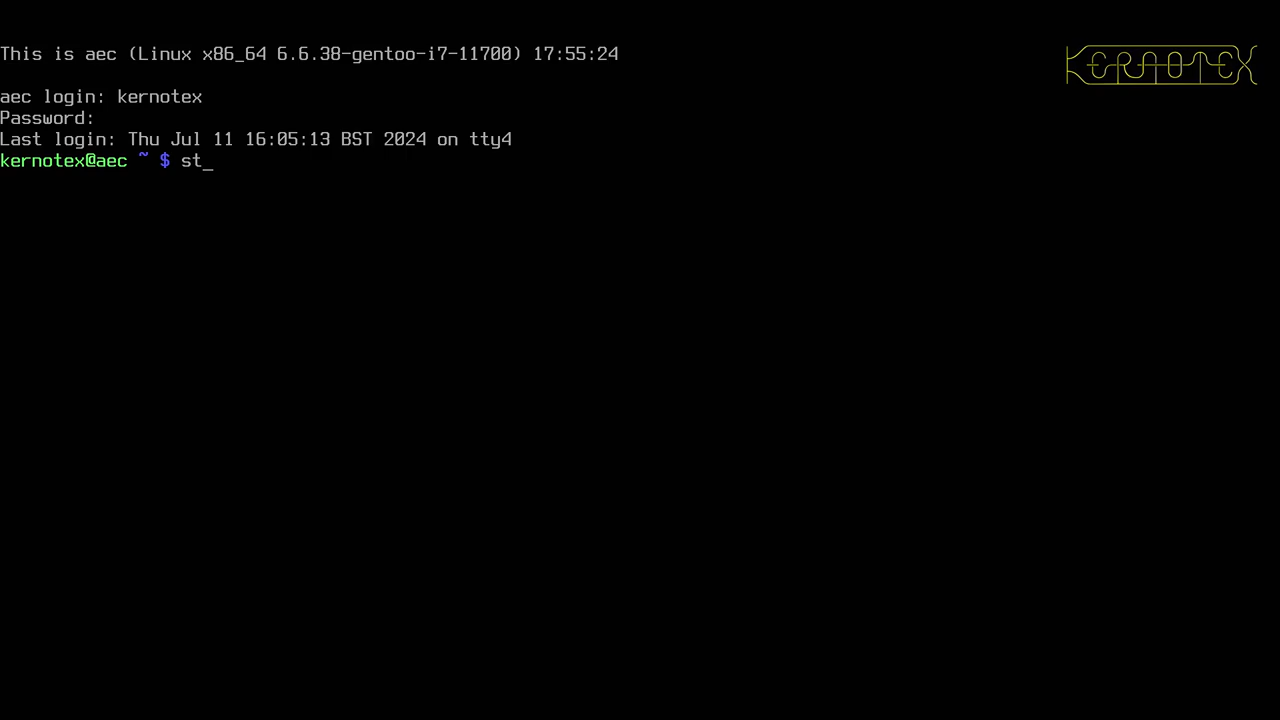 This is aec (Linux x86_64 6.6.38-gentoo-i7-11700) 17:55:24
KERNOTEX
aec login: kernotex
Password:
Last login: Thu Jul 11 16:05:13 BST 2024 on tty4
kernotex@aec ~ $ st_